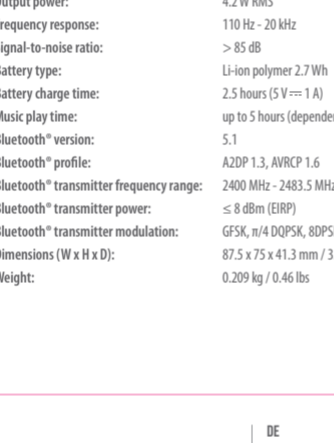 Output power: 4.2 W RMS
Frequency response: 110 Hz - 20 kHz
Signal-to-noise ratio: > 85 dB
Battery type: Li-ion polymer 2.7 Wh
Battery charge time: 2.5 hours (5 V ⎓ 1 A)
Music play time: up to 5 hours (depende
Bluetooth® version: 5.1
Bluetooth® profile: A2DP 1.3, AVRCP 1.6
Bluetooth® transmitter frequency range: 2400 MHz - 2483.5 MHz
Bluetooth® transmitter power: ≤ 8 dBm (EIRP)
Bluetooth® transmitter modulation: GFSK, π/4 DQPSK, 8DPS
Dimensions (W x H x D): 87.5 x 75 x 41.3 mm / 3
Weight: 0.209 kg / 0.46 lbs
DE